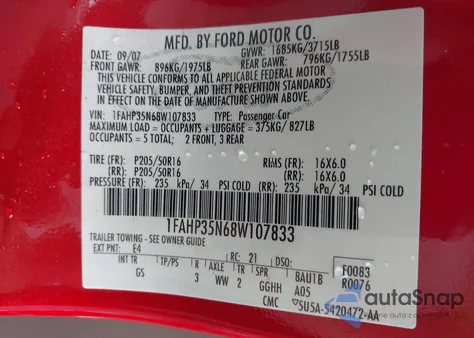 MFD. BY FORD MOTOR CO.
DATE: 09/07 GVWR: 1685KG/3715LB
FRONT GAWR: 896KG/1975LB REAR GAWR: 796KG/1755LB
THIS VEHICLE CONFORMS TO ALL APPLICABLE FEDERAL MOTOR
VEHICLE SAFETY, BUMPER, AND THEFT PREVENTION STANDARDS
IN EFFECT ON THE DATE OF MANUFACTURE SHOWN ABOVE.
VIN: 1FAHP35N68W107833 TYPE: Passenger Car
MAXIMUM LOAD = OCCUPANTS + LUGGAGE = 375KG/827LB
OCCUPANTS = 5 TOTAL; 2 FRONT, 3 REAR
TIRE (FR): P205/50R16 RIMS (FR): 16X6.0
(RR): P205/50R16 (RR): 16X6.0
PRESSURE (FR): 235 kPa/ 34 PSI COLD (RR): 235 kPa/ 34 PSI COLD
1FAHP35N68W107833
TRAILER TOWING - SEE OWNER GUIDE
EXT PNT: E4 RC: 21 F0083
INT TR TP/PS R TR SPR 8AU1B R0076
GS 3 WW 2 GGHH A05
CMC 5U5A-5420472-AA
autoSnap